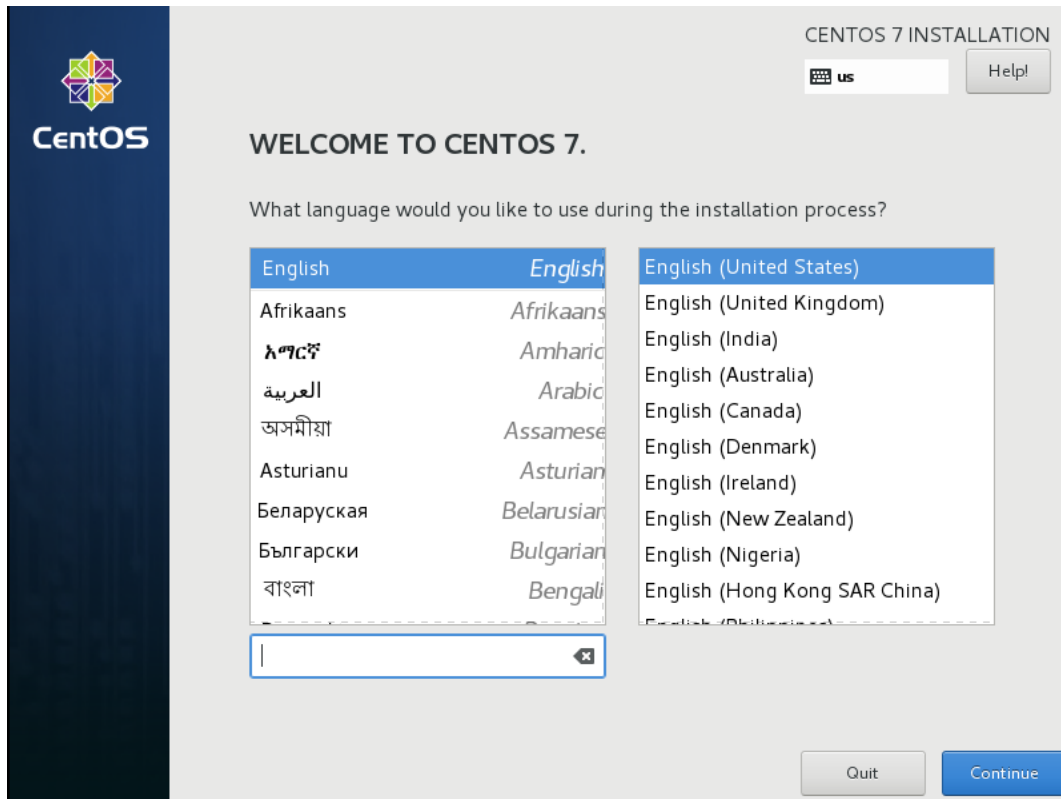 CentOS
CENTOS 7 INSTALLATION
us
Help!
WELCOME TO CENTOS 7.
What language would you like to use during the installation process?
English English
Afrikaans Afrikaans
አማርኛ Amharic
العربية Arabic
অসমীয়া Assamese
Asturianu Asturian
Беларуская Belarusian
Български Bulgarian
বাংলা Bengali
English (United States)
English (United Kingdom)
English (India)
English (Australia)
English (Canada)
English (Denmark)
English (Ireland)
English (New Zealand)
English (Nigeria)
English (Hong Kong SAR China)
English (Philippines)
Quit
Continue